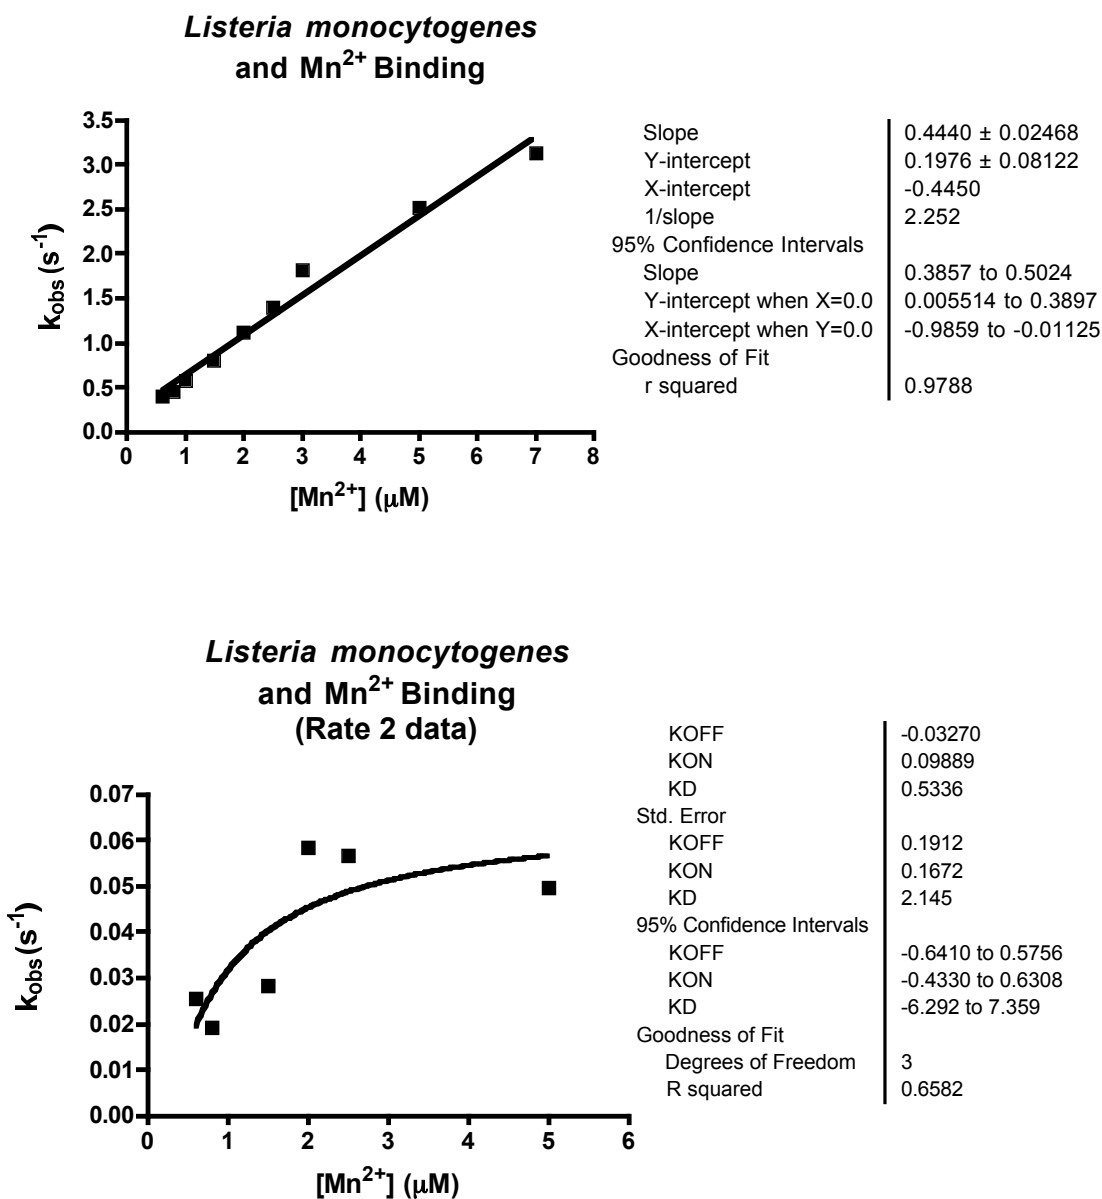 Listeria monocytogenes
and Mn2+ Binding
3.5
3.0
2.5
2.0
1.5
1.0
0.5
0.0
kobs (s-1)
0 1 2 3 4 5 6 7 8
[Mn2+] (μM)
Slope 0.4440 ± 0.02468
Y-intercept 0.1976 ± 0.08122
X-intercept -0.4450
1/slope 2.252
95% Confidence Intervals
Slope 0.3857 to 0.5024
Y-intercept when X=0.0 0.005514 to 0.3897
X-intercept when Y=0.0 -0.9859 to -0.01125
Goodness of Fit
r squared 0.9788
Listeria monocytogenes
and Mn2+ Binding
(Rate 2 data)
0.07
0.06
0.05
0.04
0.03
0.02
0.01
0.00
kobs (s-1)
0 1 2 3 4 5 6
[Mn2+] (μM)
KOFF -0.03270
KON 0.09889
KD 0.5336
Std. Error
KOFF 0.1912
KON 0.1672
KD 2.145
95% Confidence Intervals
KOFF -0.6410 to 0.5756
KON -0.4330 to 0.6308
KD -6.292 to 7.359
Goodness of Fit
Degrees of Freedom 3
R squared 0.6582